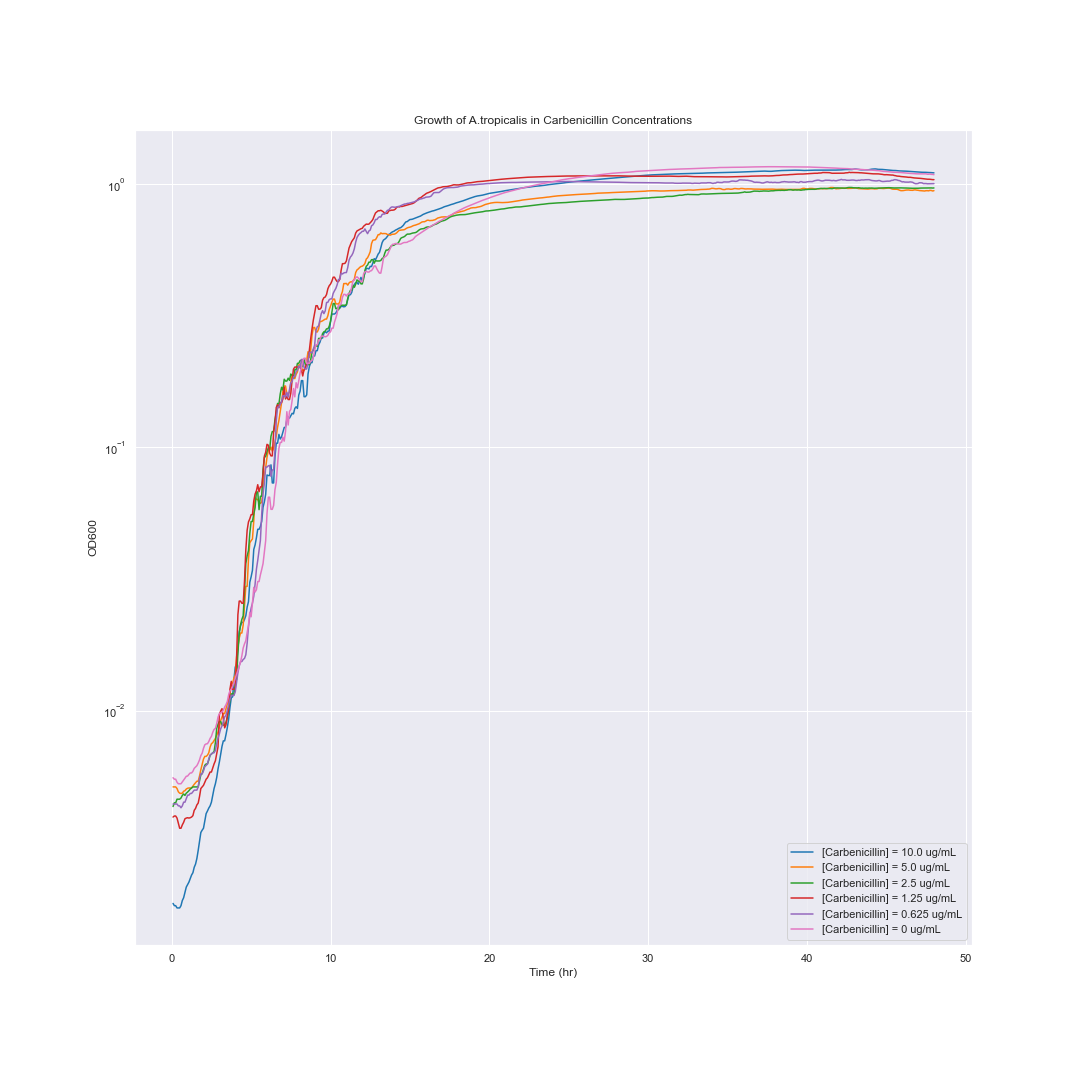 Growth of A.tropicalis in Carbenicillin Concentrations
10⁰
10⁻¹
10⁻²
OD600
0 10 20 30 40 50
Time (hr)
[Carbenicillin] = 10.0 ug/mL
[Carbenicillin] = 5.0 ug/mL
[Carbenicillin] = 2.5 ug/mL
[Carbenicillin] = 1.25 ug/mL
[Carbenicillin] = 0.625 ug/mL
[Carbenicillin] = 0 ug/mL